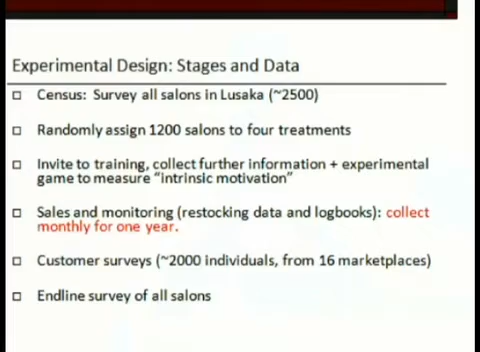 Experimental Design: Stages and Data
Census: Survey all salons in Lusaka (~2500)
Randomly assign 1200 salons to four treatments
Invite to training, collect further information + experimental
game to measure “intrinsic motivation”
Sales and monitoring (restocking data and logbooks): collect
monthly for one year.
Customer surveys (~2000 individuals, from 16 marketplaces)
Endline survey of all salons